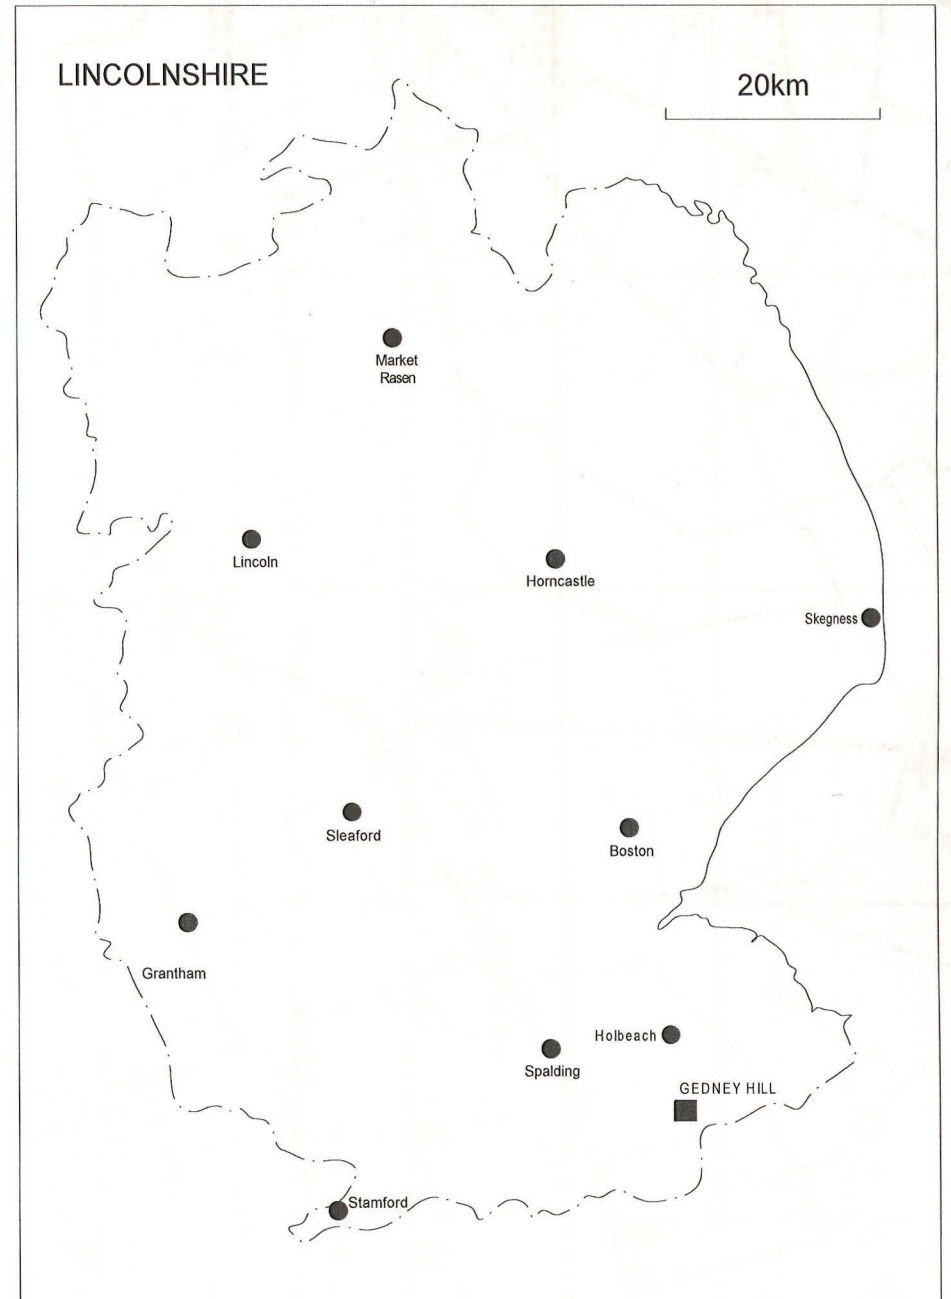 LINCOLNSHIRE
20km
Market
Rasen
Lincoln
Horncastle
Skegness
Sleaford
Boston
Grantham
Holbeach
Spalding
GEDNEY HILL
Stamford